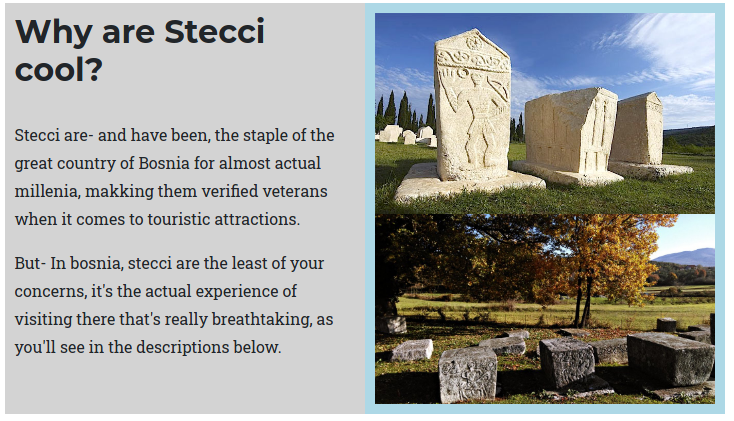 Why are Stecci
cool?
Stecci are- and have been, the staple of the
great country of Bosnia for almost actual
millenia, makking them verified veterans
when it comes to touristic attractions.
But- In bosnia, stecci are the least of your
concerns, it's the actual experience of
visiting there that's really breathtaking, as
you'll see in the descriptions below.